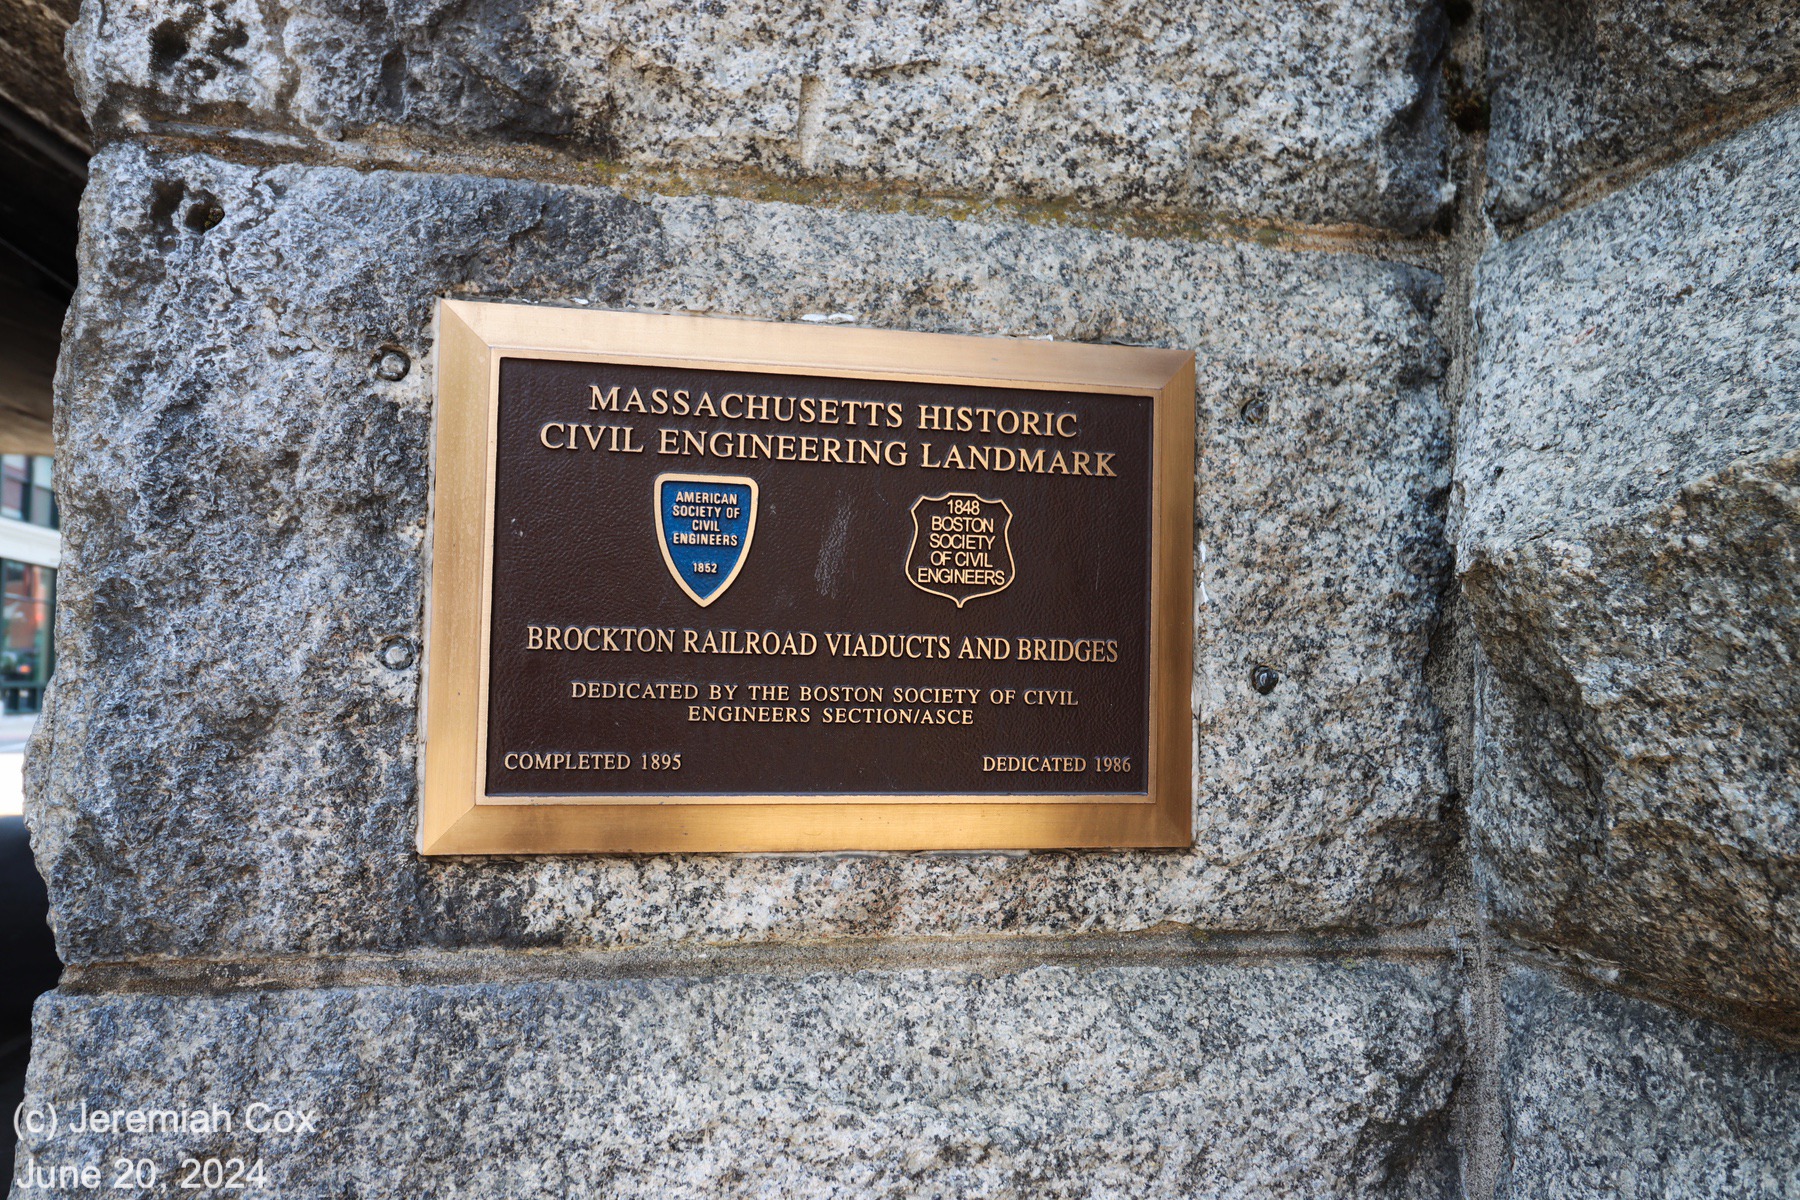 MASSACHUSETTS HISTORIC
CIVIL ENGINEERING LANDMARK
AMERICAN
SOCIETY OF
CIVIL
ENGINEERS
1852
1848
BOSTON
SOCIETY
OF CIVIL
ENGINEERS
BROCKTON RAILROAD VIADUCTS AND BRIDGES
DEDICATED BY THE BOSTON SOCIETY OF CIVIL
ENGINEERS SECTION/ASCE
COMPLETED 1895
DEDICATED 1986
(c) Jeremiah Cox
June 20, 2024